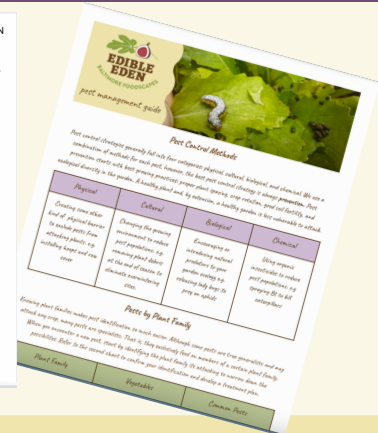 N
EDIBLE
EDEN
BALTIMORE FOODSCAPES
pest management guide
Pest Control Methods
Pest control strategies generally fall into four categories: physical, cultural, biological, and chemical. We use a
combination of methods for each pest; however, the best pest control strategy is always prevention. Pest
prevention starts with best growing practices: proper plant spacing, crop rotation, good soil fertility, and
ecological diversity in the garden. A healthy plant and, by extension, a healthy garden, is less vulnerable to attack.
Physical
Cultural
Biological
Chemical
Creating some other
kind of physical barrier
to exclude pests from
attacking plants; e.g.
installing hoops and row
cover
Changing the growing
environment to reduce
pest populations; e.g.
removing plant debris
at the end of season to
eliminate overwintering
sites.
Encouraging or
introducing natural
predators to your
garden ecology e.g.
releasing lady bugs to
prey on aphids
Using organic
insecticides to reduce
pest populations; e.g.
spraying Bt to kill
caterpillars
Pests by Plant Family
Knowing plant families makes pest identification so much easier. Although some pests are true generalists and may
attack any crop, many pests are specialists. That is, they exclusively feed on members of a certain plant family.
When you encounter a new pest, start by identifying the plant family its attacking to narrow down the
possibilities. Refer to the second chart to confirm your identification and develop a treatment plan.
Plant Family
Vegetables
Common Pests